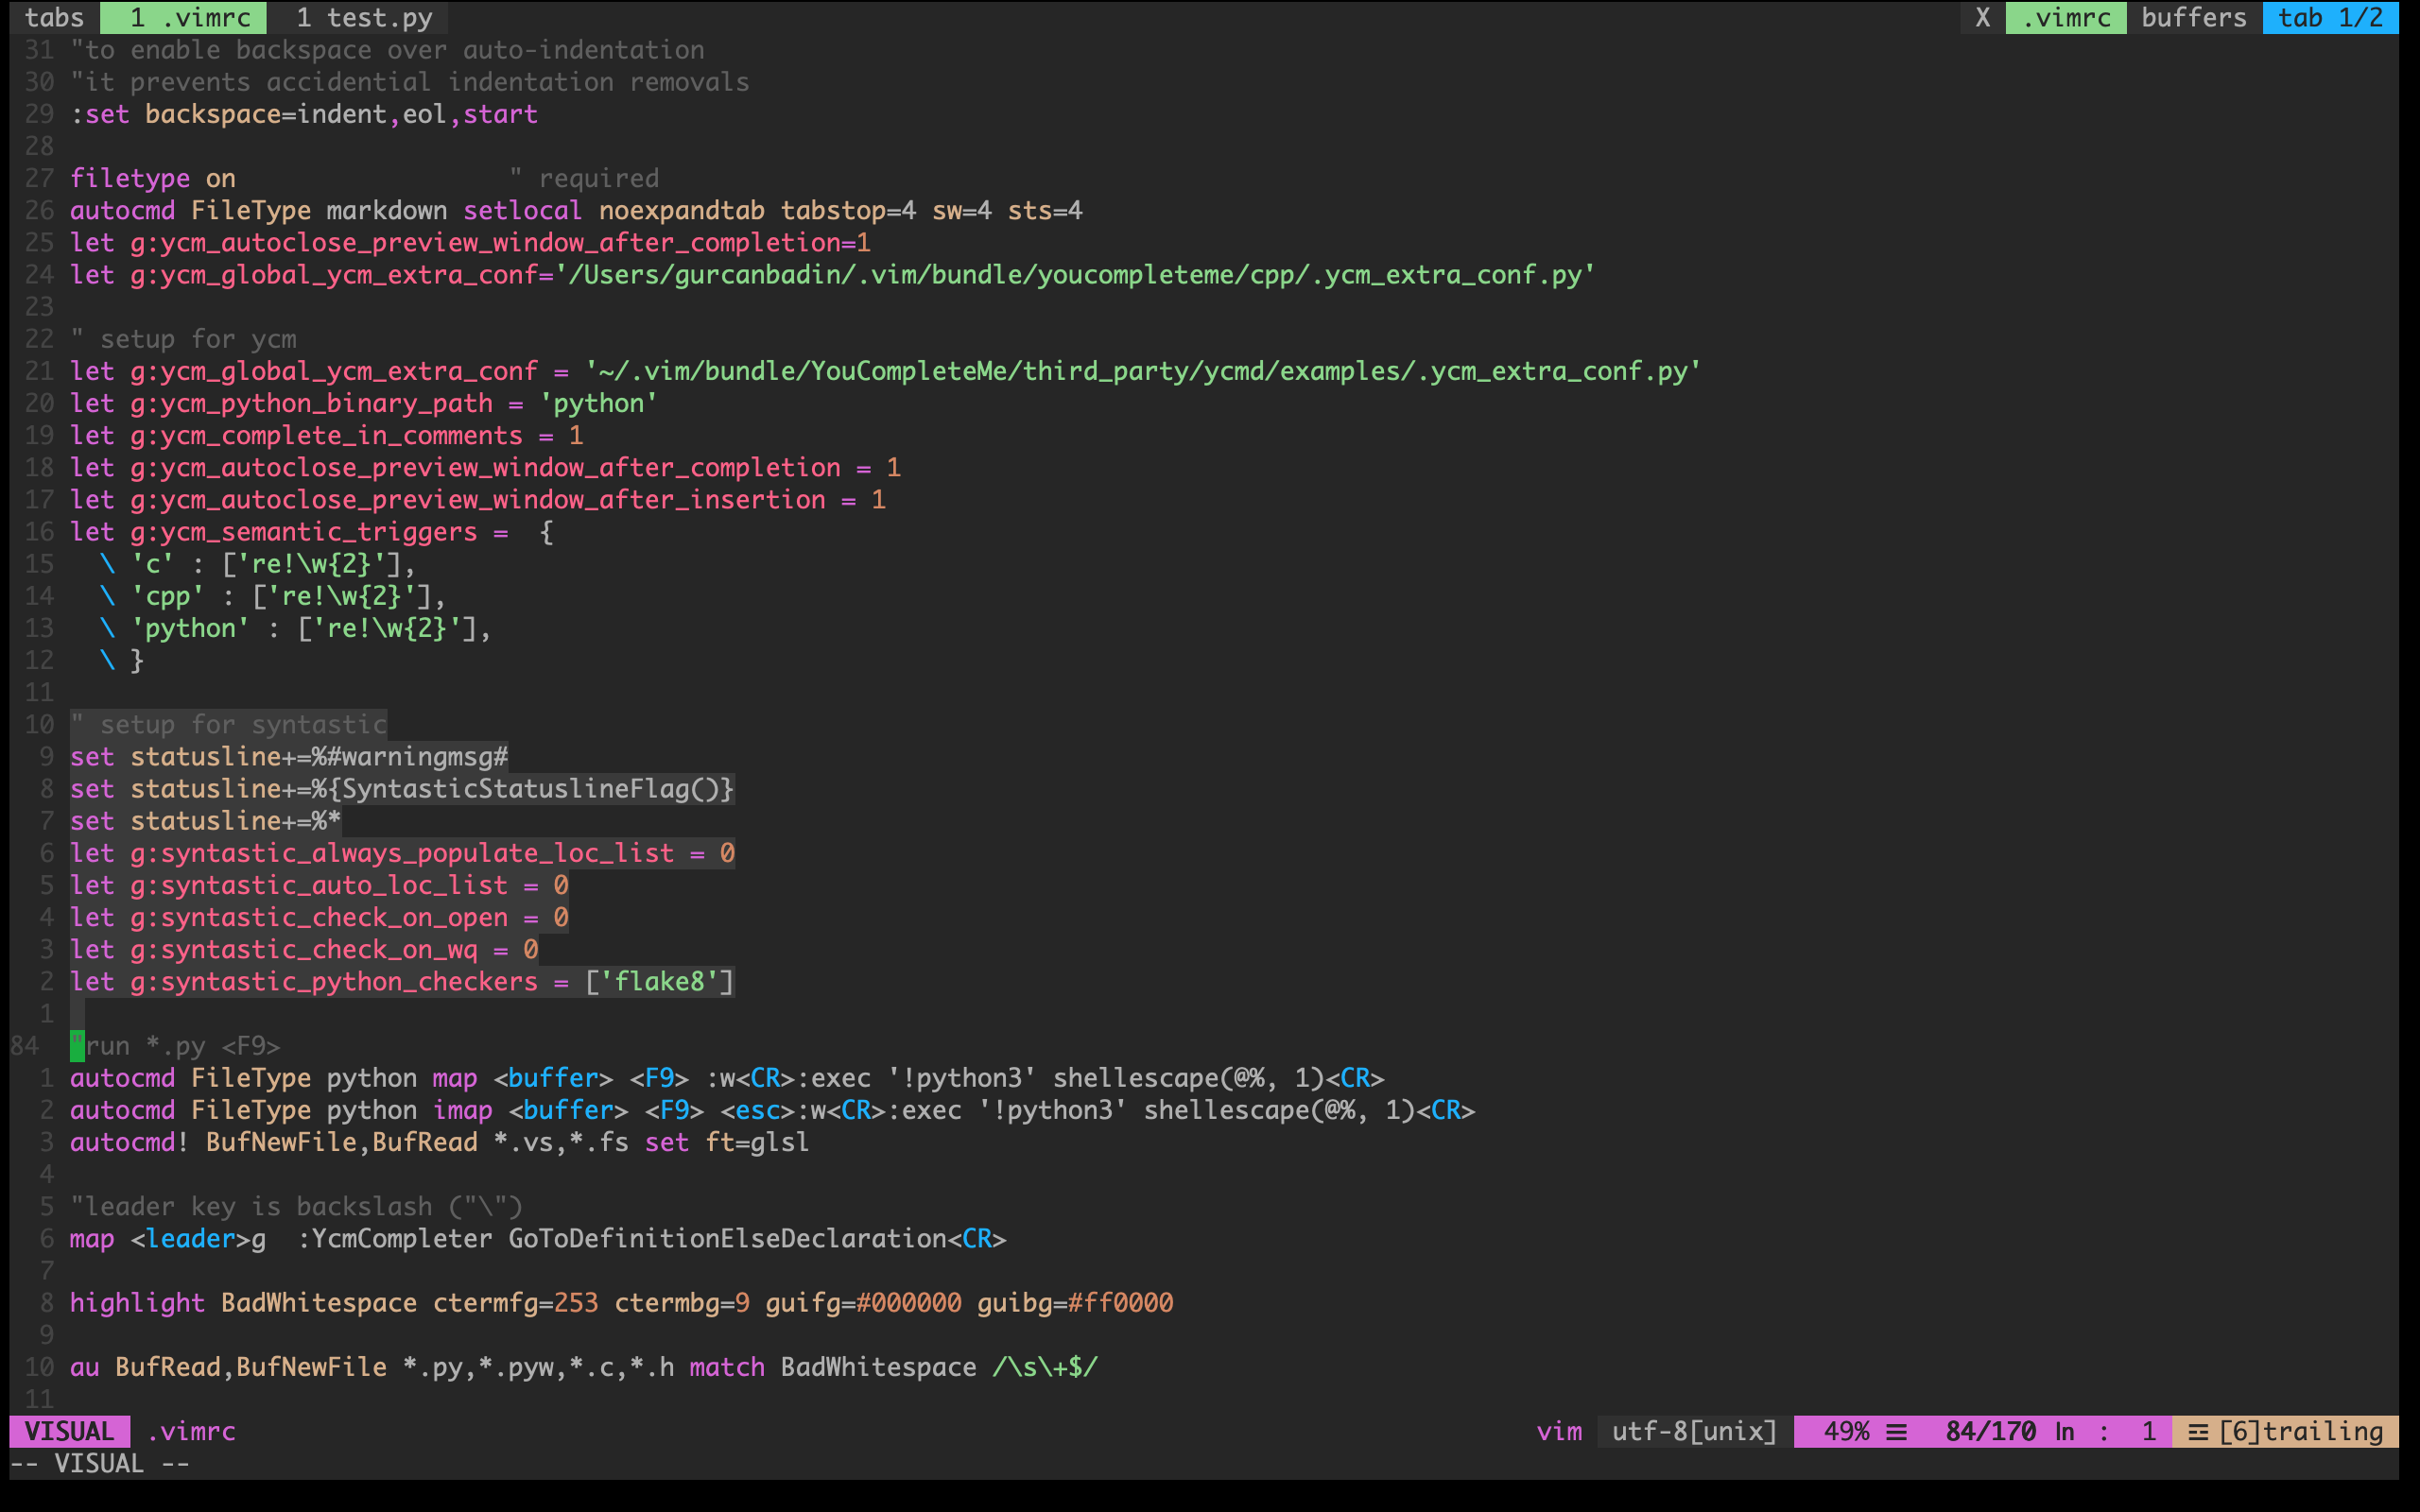 tabs 1 .vimrc 1 test.py X .vimrc buffers tab 1/2
31 "to enable backspace over auto-indentation
30 "it prevents accidential indentation removals
29 :set backspace=indent,eol,start
28
27 filetype on                  " required
26 autocmd FileType markdown setlocal noexpandtab tabstop=4 sw=4 sts=4
25 let g:ycm_autoclose_preview_window_after_completion=1
24 let g:ycm_global_ycm_extra_conf='/Users/gurcanbadin/.vim/bundle/youcompleteme/cpp/.ycm_extra_conf.py'
23
22 " setup for ycm
21 let g:ycm_global_ycm_extra_conf = '~/.vim/bundle/YouCompleteMe/third_party/ycmd/examples/.ycm_extra_conf.py'
20 let g:ycm_python_binary_path = 'python'
19 let g:ycm_complete_in_comments = 1
18 let g:ycm_autoclose_preview_window_after_completion = 1
17 let g:ycm_autoclose_preview_window_after_insertion = 1
16 let g:ycm_semantic_triggers =  {
15   \ 'c' : ['re!\w{2}'],
14   \ 'cpp' : ['re!\w{2}'],
13   \ 'python' : ['re!\w{2}'],
12   \ }
11
10 " setup for syntastic
9 set statusline+=%#warningmsg#
8 set statusline+=%{SyntasticStatuslineFlag()}
7 set statusline+=%*
6 let g:syntastic_always_populate_loc_list = 0
5 let g:syntastic_auto_loc_list = 0
4 let g:syntastic_check_on_open = 0
3 let g:syntastic_check_on_wq = 0
2 let g:syntastic_python_checkers = ['flake8']
1
84 "run *.py <F9>
1 autocmd FileType python map <buffer> <F9> :w<CR>:exec '!python3' shellescape(@%, 1)<CR>
2 autocmd FileType python imap <buffer> <F9> <esc>:w<CR>:exec '!python3' shellescape(@%, 1)<CR>
3 autocmd! BufNewFile,BufRead *.vs,*.fs set ft=glsl
4
5 "leader key is backslash ("\")
6 map <leader>g  :YcmCompleter GoToDefinitionElseDeclaration<CR>
7
8 highlight BadWhitespace ctermfg=253 ctermbg=9 guifg=#000000 guibg=#ff0000
9
10 au BufRead,BufNewFile *.py,*.pyw,*.c,*.h match BadWhitespace /\s\+$/
11
VISUAL .vimrc vim utf-8[unix] 49% ☰ 84/170 ln : 1 ☲ [6]trailing
-- VISUAL --